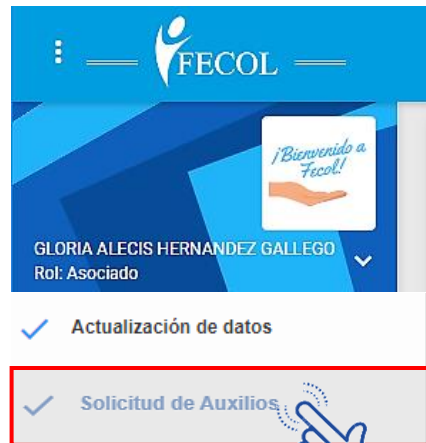 FECOL
¡Bienvenido a
Fecol!
GLORIA ALECIS HERNANDEZ GALLEGO
Rol: Asociado
Actualización de datos
Solicitud de Auxilios